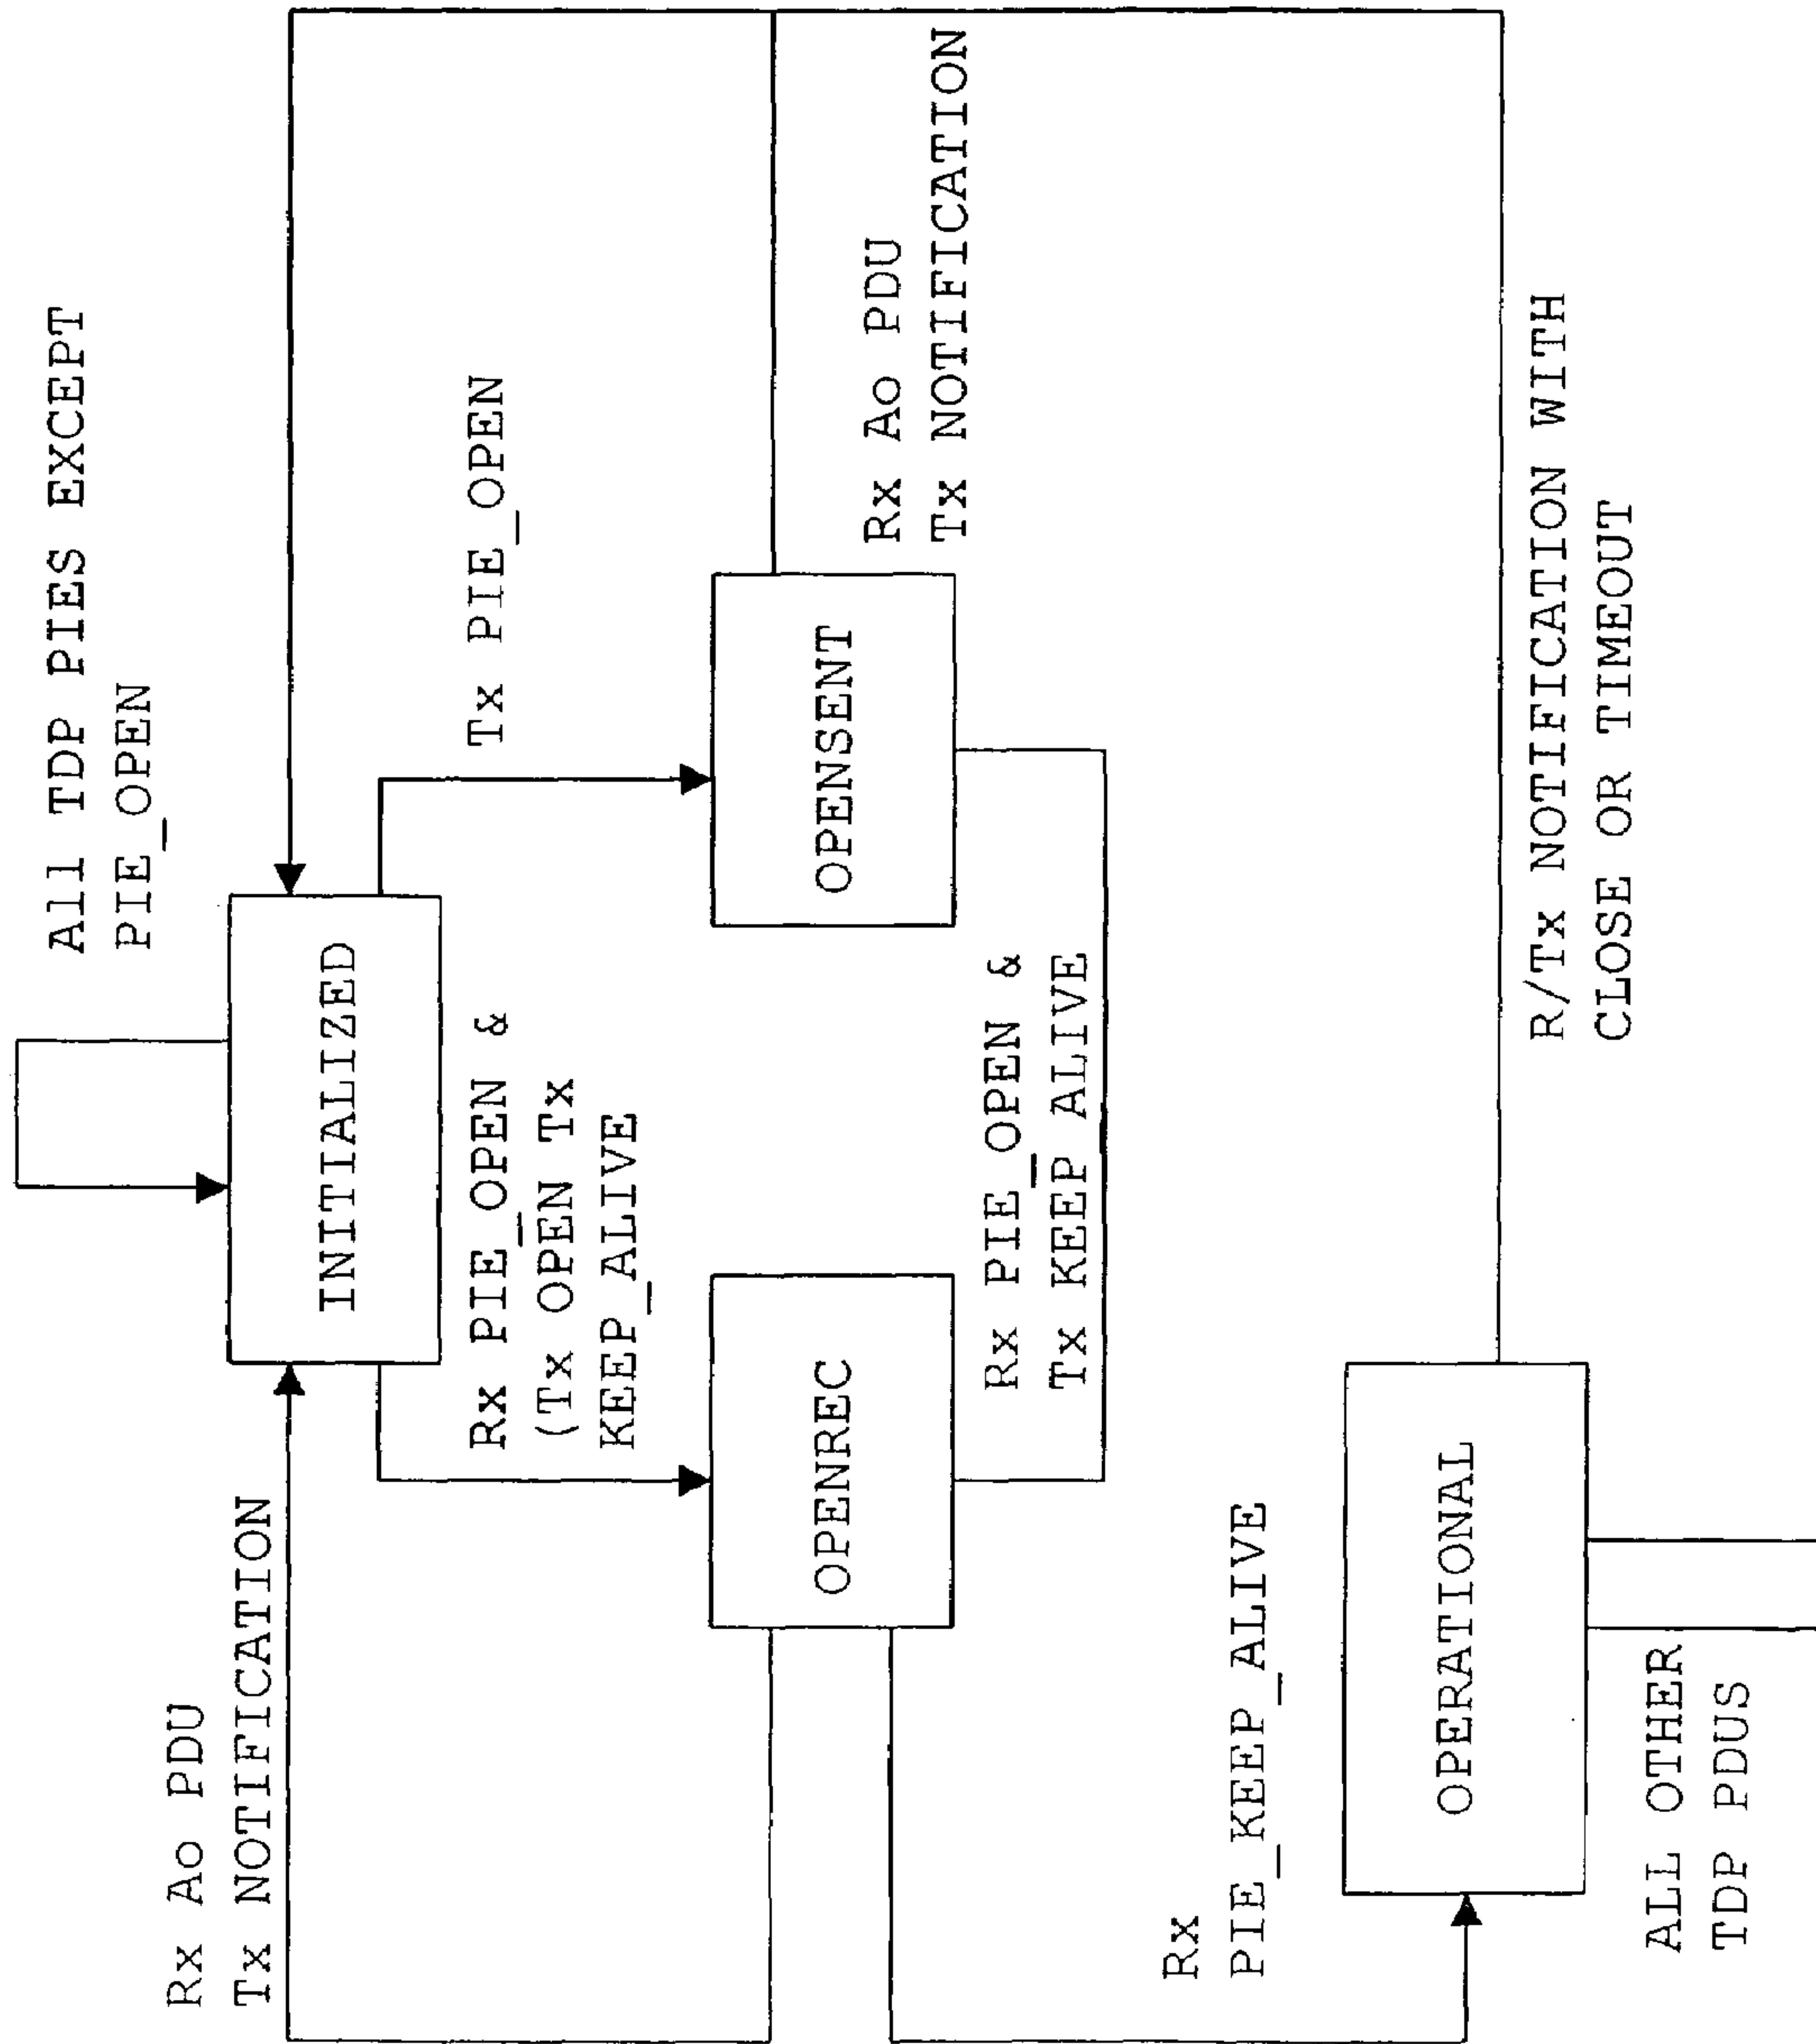 Rx Ao PDU
Tx NOTIFICATION
All TDP PIES EXCEPT
PIE_OPEN
INITIALIZED
Rx PIE_OPEN &
(Tx OPEN Tx
KEEP_ALIVE
Tx PIE_OPEN
OPENREC
OPENSENT
Rx Ao PDU
Tx NOTIFICATION
Rx PIE_OPEN &
Tx KEEP ALIVE
Rx
PIE_KEEP_ALIVE
OPERATIONAL
R/Tx NOTIFICATION WITH
CLOSE OR TIMEOUT
ALL OTHER
TDP PDUS